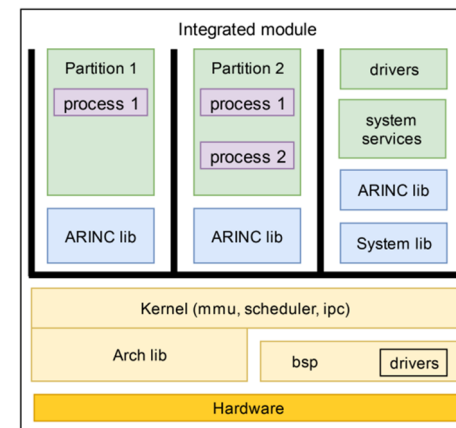 Integrated module
Partition 1
process 1
ARINC lib
Partition 2
process 1
process 2
ARINC lib
drivers
system
services
ARINC lib
System lib
Kernel (mmu, scheduler, ipc)
Arch lib
bsp
drivers
Hardware